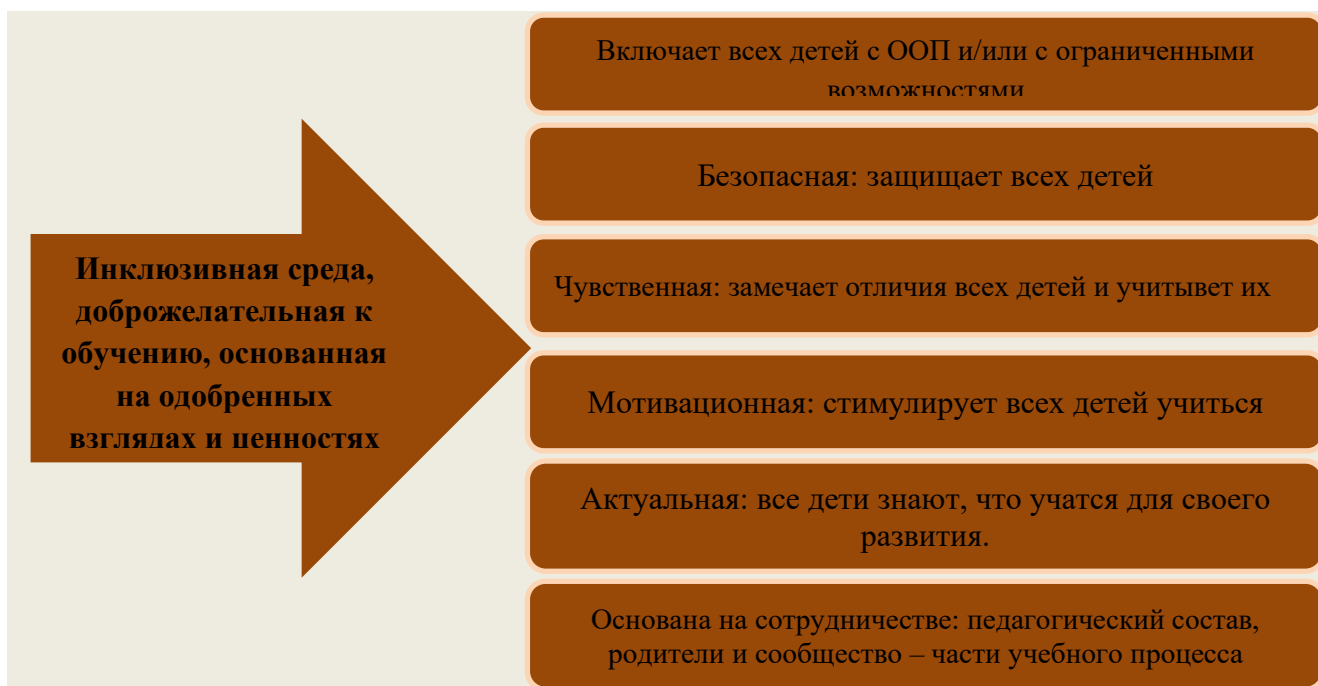 Инклюзивная среда,
доброжелательная к
обучению, основанная
на одобренных
взглядах и ценностях
Включает всех детей с ООП и/или с ограниченными
возможностями
Безопасная: защищает всех детей
Чувственная: замечает отличия всех детей и учитывет их
Мотивационная: стимулирует всех детей учиться
Актуальная: все дети знают, что учатся для своего
развития.
Основана на сотрудничестве: педагогический состав,
родители и сообщество – части учебного процесса